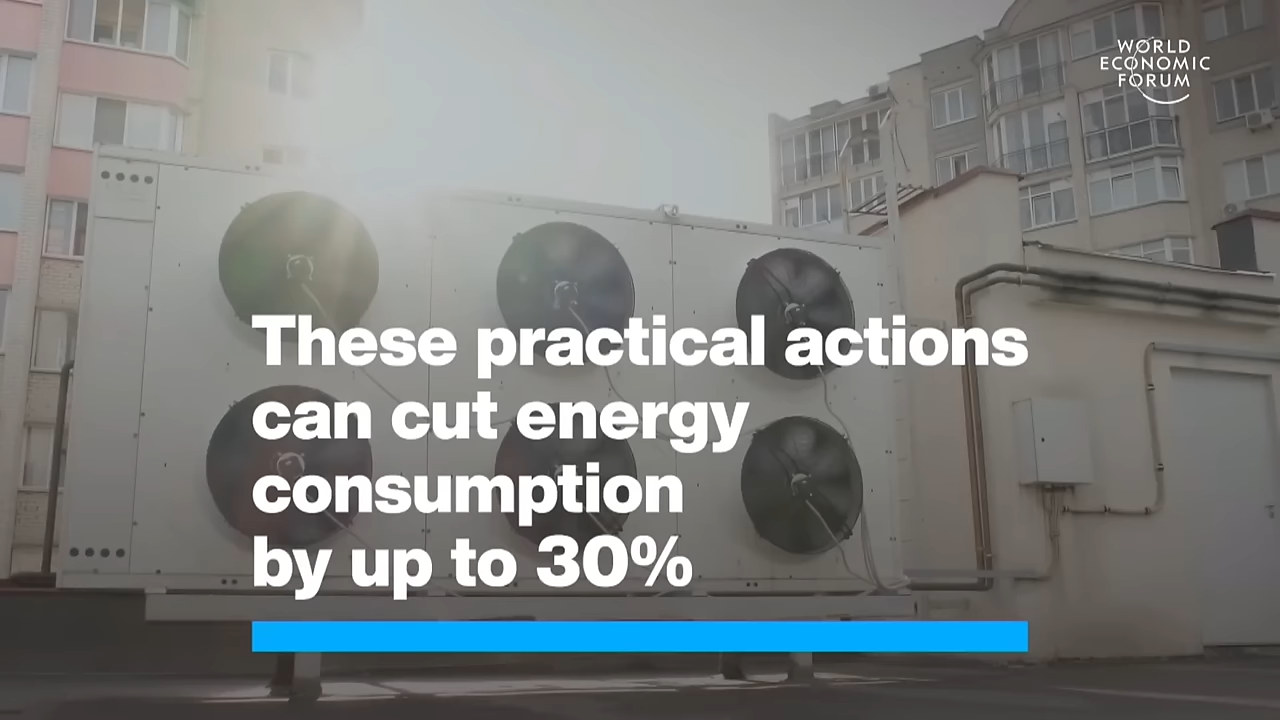 WORLD
ECONOMIC
FORUM
These practical actions
can cut energy
consumption
by up to 30%